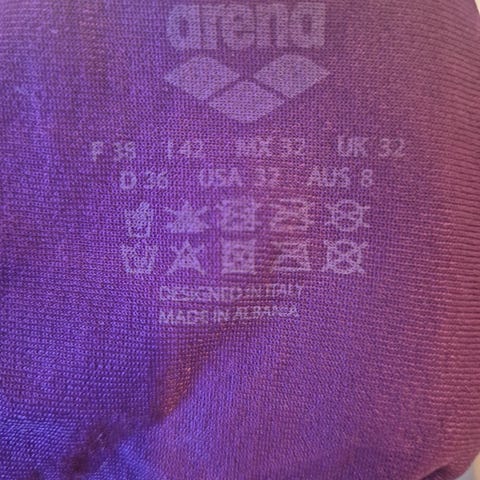 arena
F 38 I 42 MX 32 UK 32
D 36 USA 32 AUS 8
DESIGNED IN ITALY
MADE IN ALBANIA